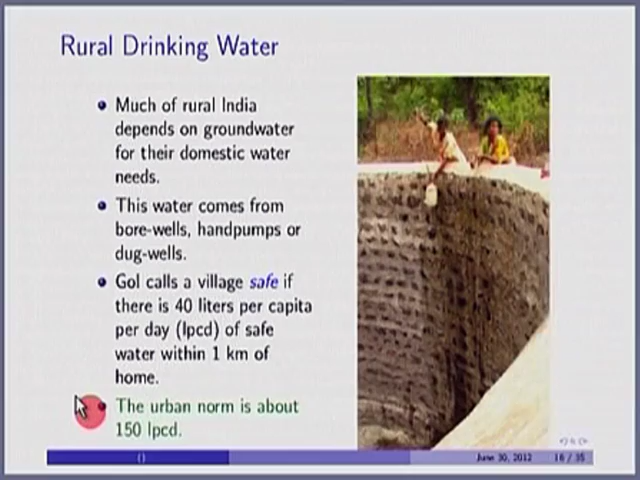 Rural Drinking Water
Much of rural India
depends on groundwater
for their domestic water
needs.
This water comes from
bore-wells, handpumps or
dug-wells.
GoI calls a village safe if
there is 40 liters per capita
per day (lpcd) of safe
water within 1 km of
home.
The urban norm is about
150 lpcd.
()
June 30, 2012
16 / 35